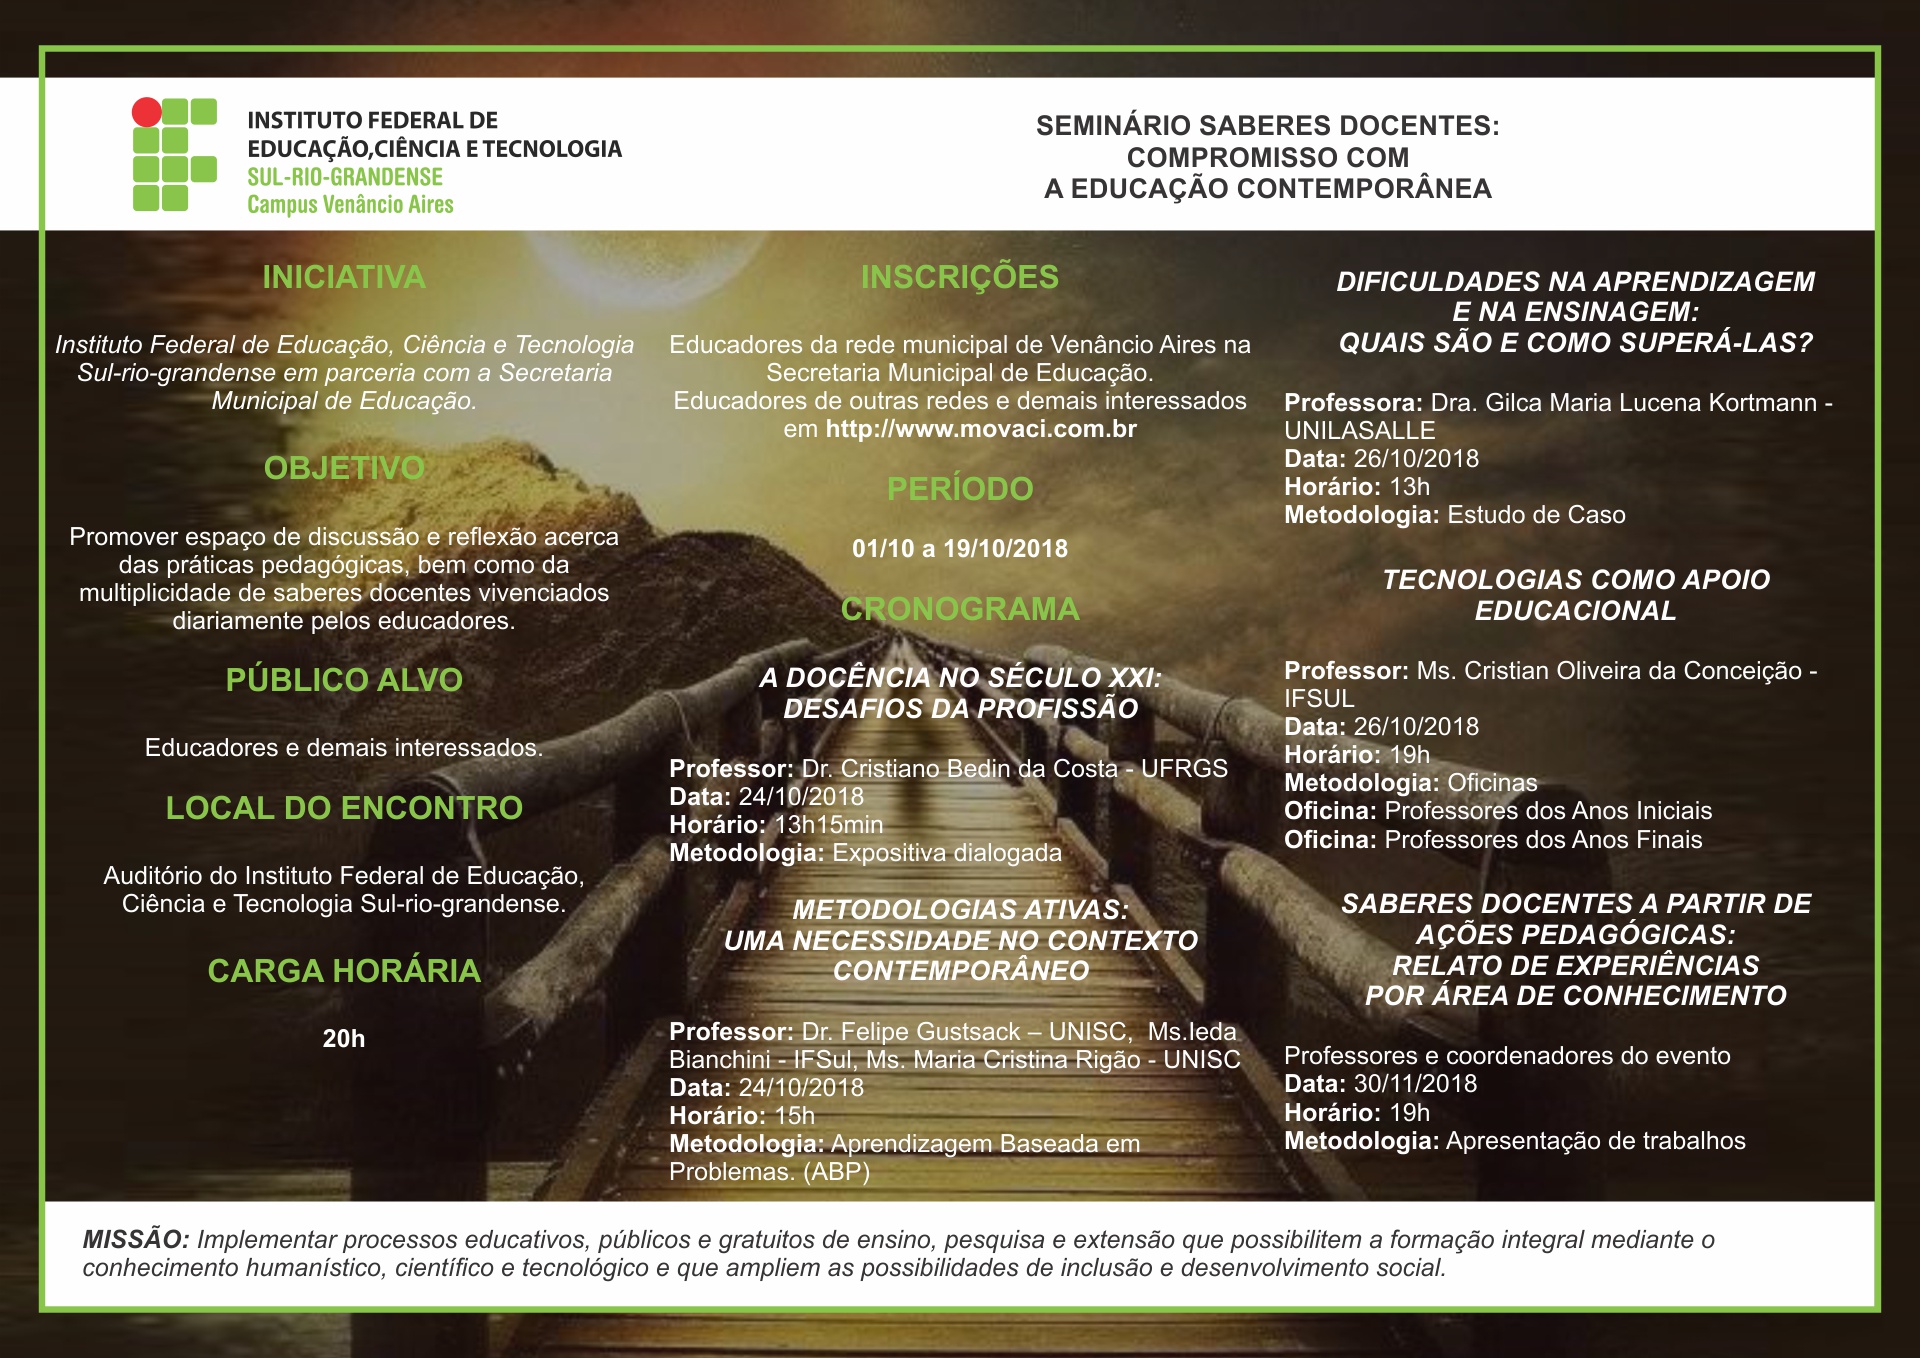 INSTITUTO FEDERAL DE
EDUCAÇÃO,CIÊNCIA E TECNOLOGIA
SUL-RIO-GRANDENSE
Campus Venâncio Aires
SEMINÁRIO SABERES DOCENTES:
COMPROMISSO COM
A EDUCAÇÃO CONTEMPORÂNEA
INICIATIVA
Instituto Federal de Educação, Ciência e Tecnologia
Sul-rio-grandense em parceria com a Secretaria
Municipal de Educação.
OBJETIVO
Promover espaço de discussão e reflexão acerca
das práticas pedagógicas, bem como da
multiplicidade de saberes docentes vivenciados
diariamente pelos educadores.
PÚBLICO ALVO
Educadores e demais interessados.
LOCAL DO ENCONTRO
Auditório do Instituto Federal de Educação,
Ciência e Tecnologia Sul-rio-grandense.
CARGA HORÁRIA
20h
INSCRIÇÕES
Educadores da rede municipal de Venâncio Aires na
Secretaria Municipal de Educação.
Educadores de outras redes e demais interessados
em http://www.movaci.com.br
PERÍODO
01/10 a 19/10/2018
CRONOGRAMA
A DOCÊNCIA NO SÉCULO XXI:
DESAFIOS DA PROFISSÃO
Professor: Dr. Cristiano Bedin da Costa - UFRGS
Data: 24/10/2018
Horário: 13h15min
Metodologia: Expositiva dialogada
METODOLOGIAS ATIVAS:
UMA NECESSIDADE NO CONTEXTO
CONTEMPORÂNEO
Professor: Dr. Felipe Gustsack – UNISC, Ms.Ieda
Bianchini - IFSul, Ms. Maria Cristina Rigão - UNISC
Data: 24/10/2018
Horário: 15h
Metodologia: Aprendizagem Baseada em
Problemas. (ABP)
DIFICULDADES NA APRENDIZAGEM
E NA ENSINAGEM:
QUAIS SÃO E COMO SUPERÁ-LAS?
Professora: Dra. Gilca Maria Lucena Kortmann -
UNILASALLE
Data: 26/10/2018
Horário: 13h
Metodologia: Estudo de Caso
TECNOLOGIAS COMO APOIO
EDUCACIONAL
Professor: Ms. Cristian Oliveira da Conceição -
IFSUL
Data: 26/10/2018
Horário: 19h
Metodologia: Oficinas
Oficina: Professores dos Anos Iniciais
Oficina: Professores dos Anos Finais
SABERES DOCENTES A PARTIR DE
AÇÕES PEDAGÓGICAS:
RELATO DE EXPERIÊNCIAS
POR ÁREA DE CONHECIMENTO
Professores e coordenadores do evento
Data: 30/11/2018
Horário: 19h
Metodologia: Apresentação de trabalhos
MISSÃO: Implementar processos educativos, públicos e gratuitos de ensino, pesquisa e extensão que possibilitem a formação integral mediante o
conhecimento humanístico, científico e tecnológico e que ampliem as possibilidades de inclusão e desenvolvimento social.